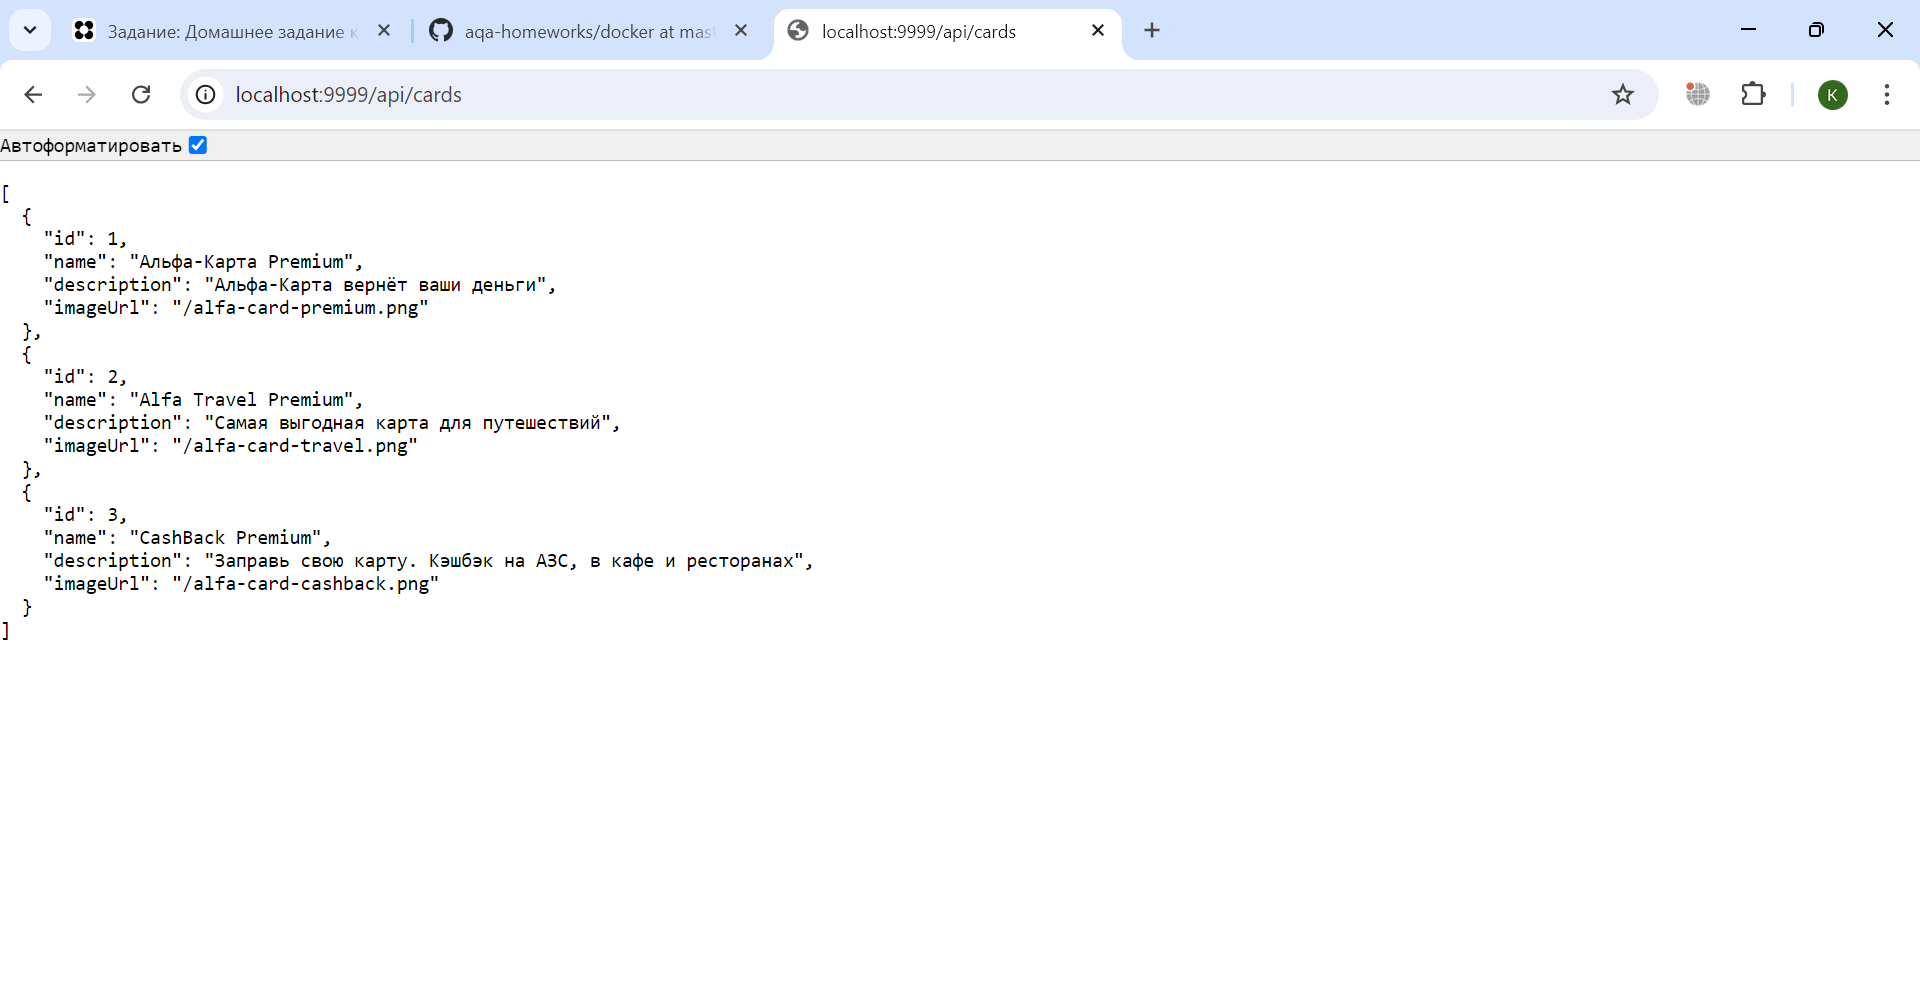 Задание: Домашнее задание к
aqa-homeworks/docker at mast
localhost:9999/api/cards
localhost:9999/api/cards
K
Автоформатировать
[
  {
    "id": 1,
    "name": "Альфа-Карта Premium",
    "description": "Альфа-Карта вернёт ваши деньги",
    "imageUrl": "/alfa-card-premium.png"
  },
  {
    "id": 2,
    "name": "Alfa Travel Premium",
    "description": "Самая выгодная карта для путешествий",
    "imageUrl": "/alfa-card-travel.png"
  },
  {
    "id": 3,
    "name": "CashBack Premium",
    "description": "Заправь свою карту. Кэшбэк на АЗС, в кафе и ресторанах",
    "imageUrl": "/alfa-card-cashback.png"
  }
]